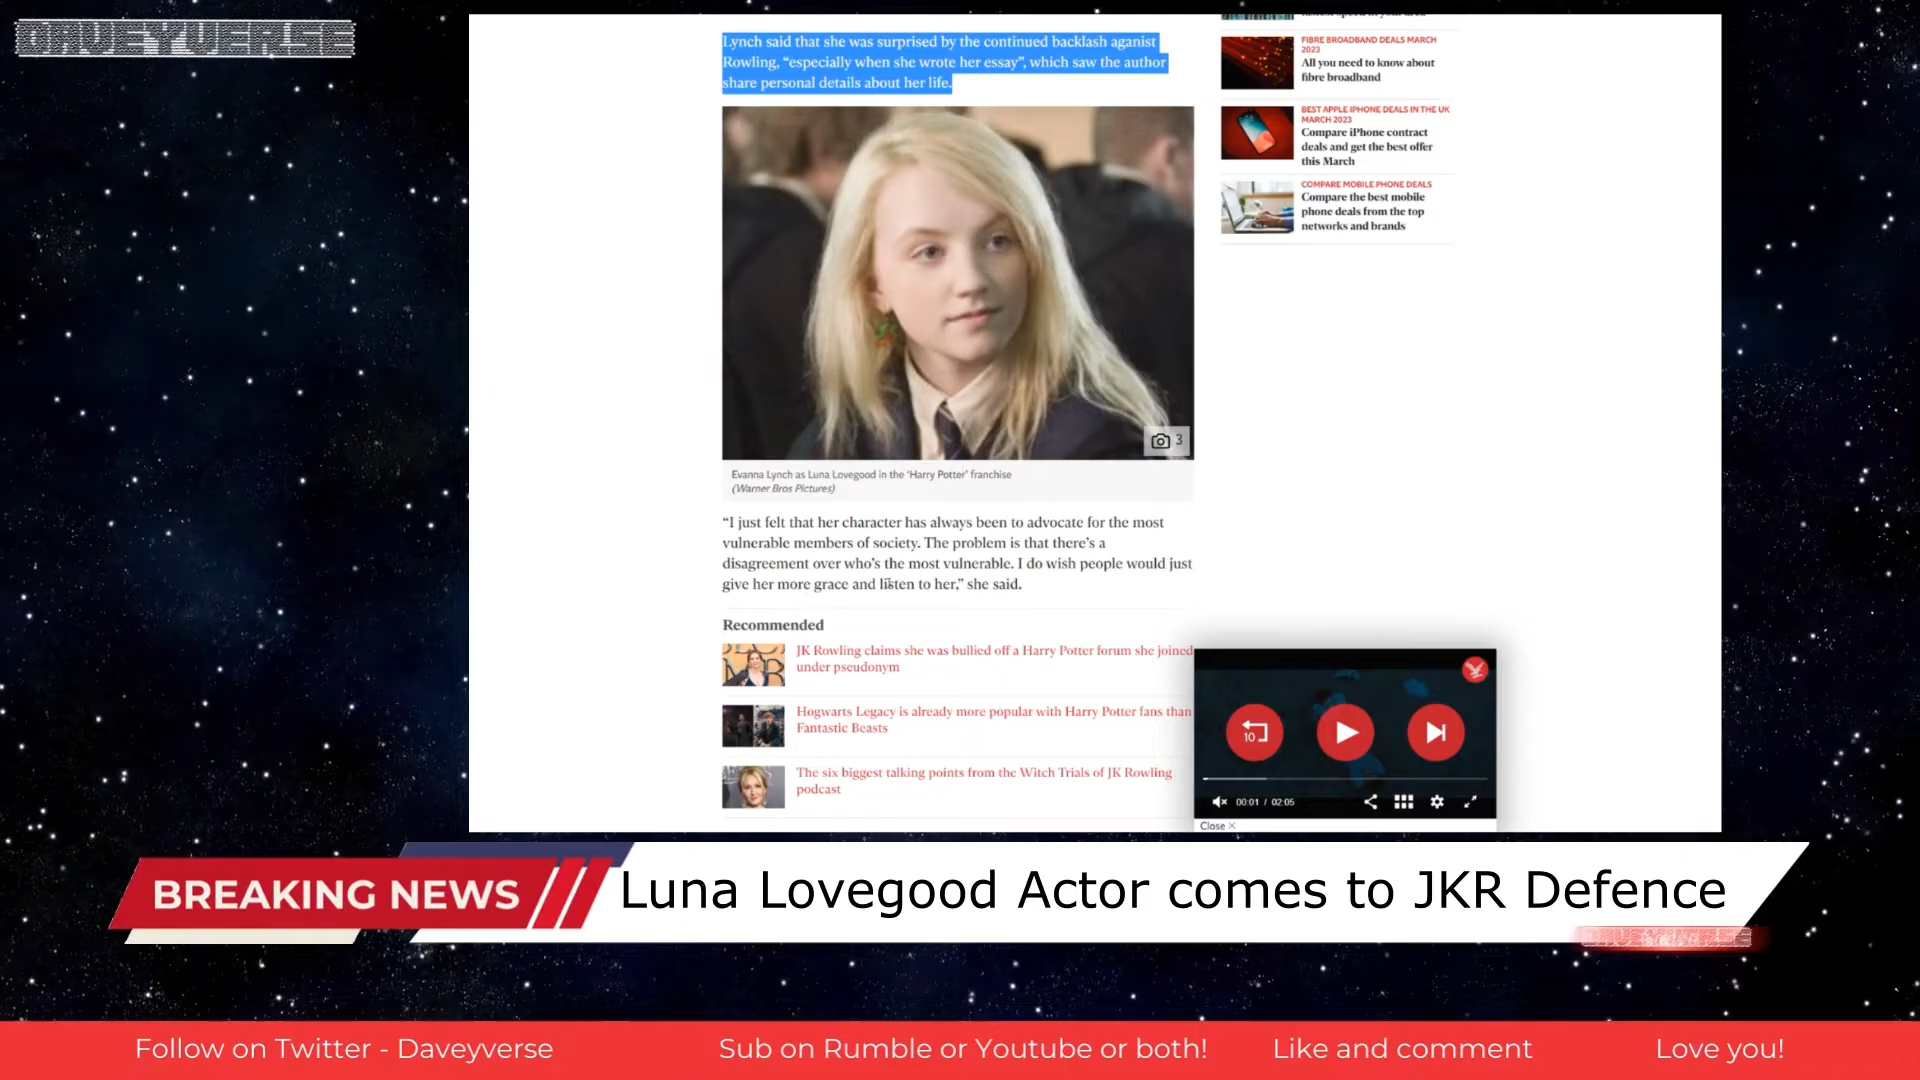 DAVEYVERSE
Lynch said that she was surprised by the continued backlash aganist
Rowling, “especially when she wrote her essay”, which saw the author
share personal details about her life.
3
Evanna Lynch as Luna Lovegood in the ‘Harry Potter’ franchise
(Warner Bros Pictures)
“I just felt that her character has always been to advocate for the most
vulnerable members of society. The problem is that there’s a
disagreement over who’s the most vulnerable. I do wish people would just
give her more grace and listen to her,” she said.
Recommended
JK Rowling claims she was bullied off a Harry Potter forum she joined
under pseudonym
Hogwarts Legacy is already more popular with Harry Potter fans than
Fantastic Beasts
The six biggest talking points from the Witch Trials of JK Rowling
podcast
FIBRE BROADBAND DEALS MARCH
2023
All you need to know about
fibre broadband
BEST APPLE IPHONE DEALS IN THE UK
MARCH 2023
Compare iPhone contract
deals and get the best offer
this March
COMPARE MOBILE PHONE DEALS
Compare the best mobile
phone deals from the top
networks and brands
10
00:01 / 02:05
Close ×
BREAKING NEWS
Luna Lovegood Actor comes to JKR Defence
Follow on Twitter - Daveyverse
Sub on Rumble or Youtube or both!
Like and comment
Love you!